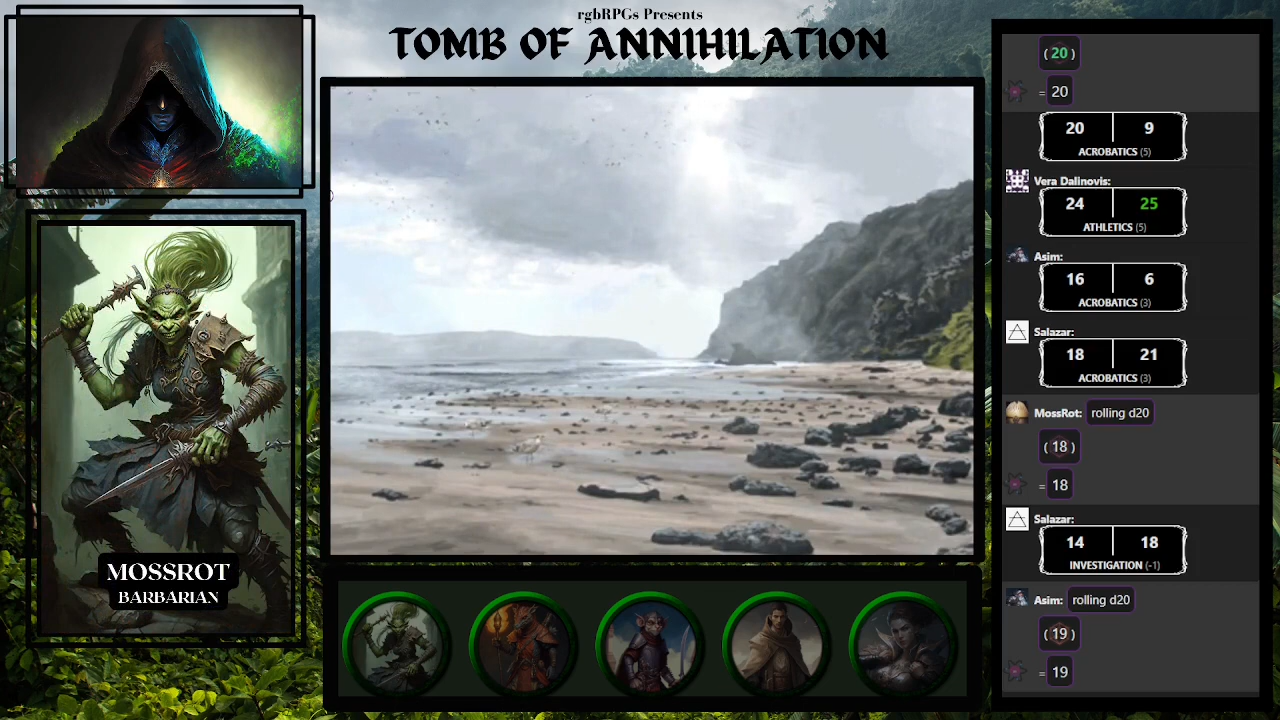 rgbRPGs Presents
TOMB OF ANNIHILATION
MOSSROT
BARBARIAN
(20)
= 20
20 9
ACROBATICS (5)
Vera Dalinovis:
24 25
ATHLETICS (5)
Asim:
16 6
ACROBATICS (3)
Salazar:
18 21
ACROBATICS (3)
MossRot: rolling d20
(18)
= 18
Salazar:
14 18
INVESTIGATION (-1)
Asim: rolling d20
(19)
= 19